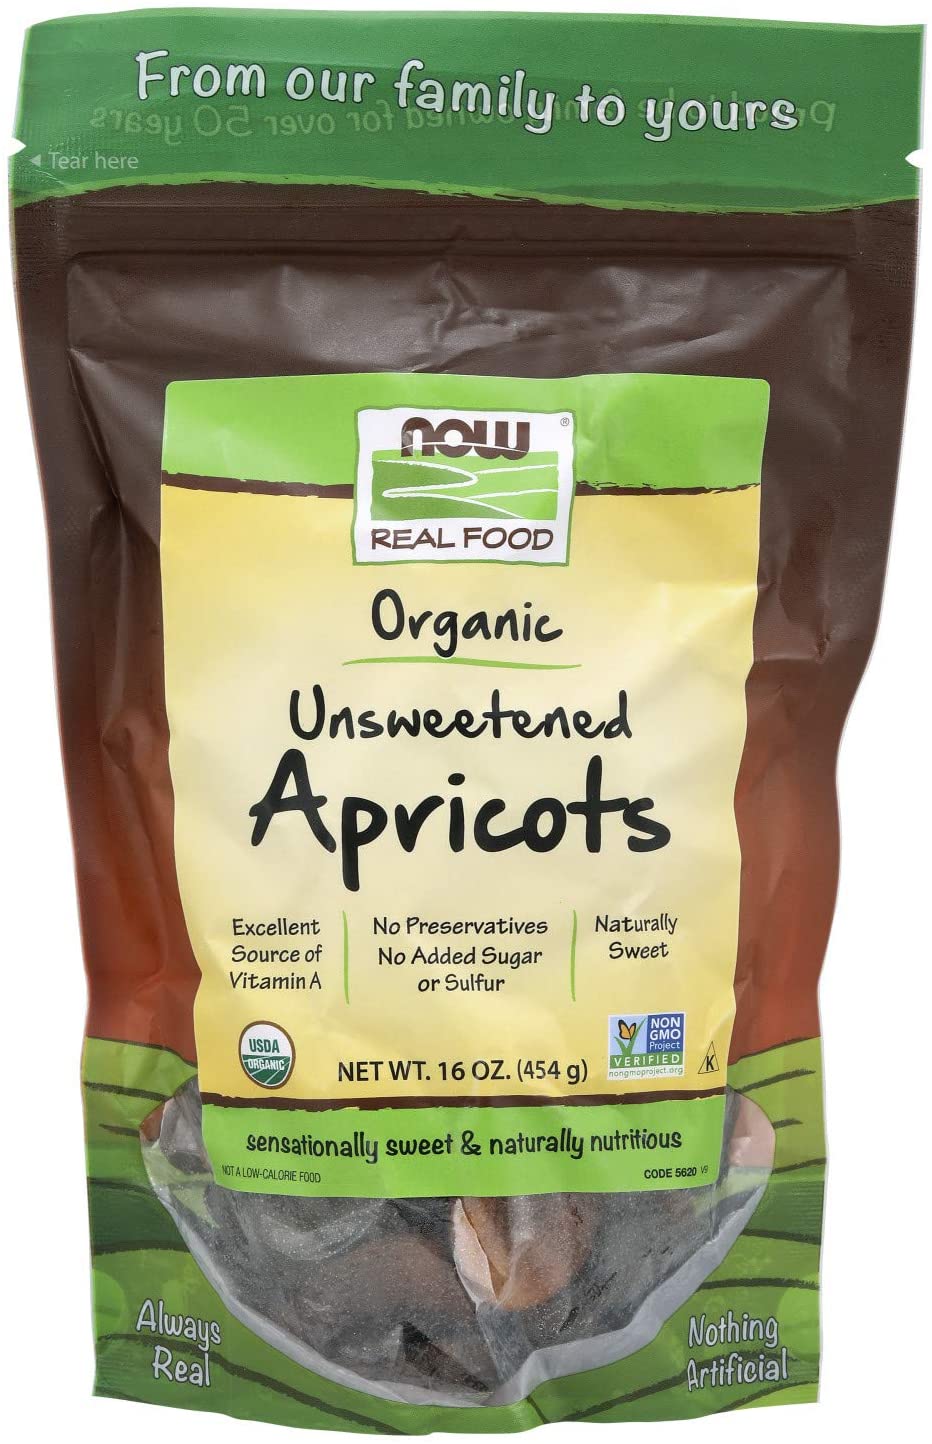 From our family to yours
Tear here
now®
REAL FOOD
Organic
Unsweetened
Apricots
Excellent
Source of
Vitamin A
No Preservatives
No Added Sugar
or Sulfur
Naturally
Sweet
USDA
ORGANIC
NET WT. 16 OZ. (454 g)
NON
GMO
Project
VERIFIED
nongmoproject.org
K
sensationally sweet & naturally nutritious
NOT A LOW-CALORIE FOOD
CODE 5620 V9
Always
Real
Nothing
Artificial